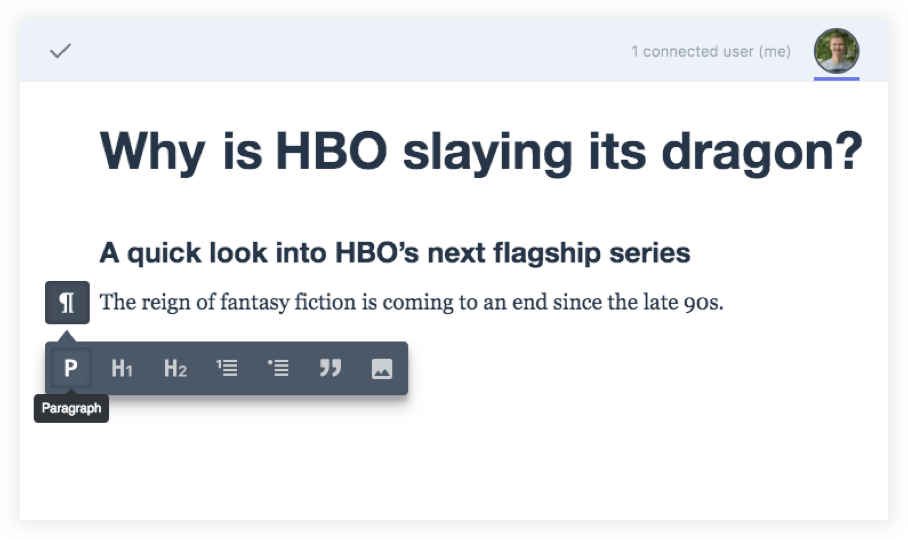 1 connected user (me)
Why is HBO slaying its dragon?
A quick look into HBO’s next flagship series
¶ The reign of fantasy fiction is coming to an end since the late 90s.
P H1 H2
Paragraph